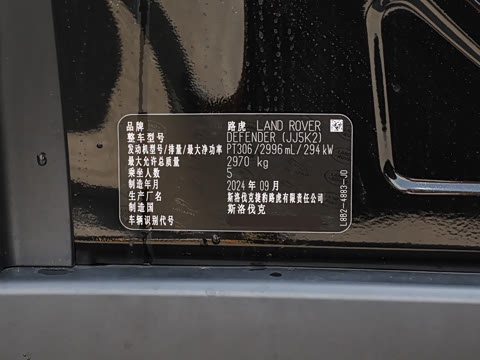 品牌 路虎 LAND ROVER
整车型号 DEFENDER (JJ5K2)
发动机型号/排量/最大净功率 PT306/2996mL/294kW
最大允许总质量 2970 kg
乘坐人数 5
制造年月 2024年09月
生产厂名 斯洛伐克捷豹路虎有限责任公司
制造国 斯洛伐克
车辆识别代号
L8B2-4883-JD